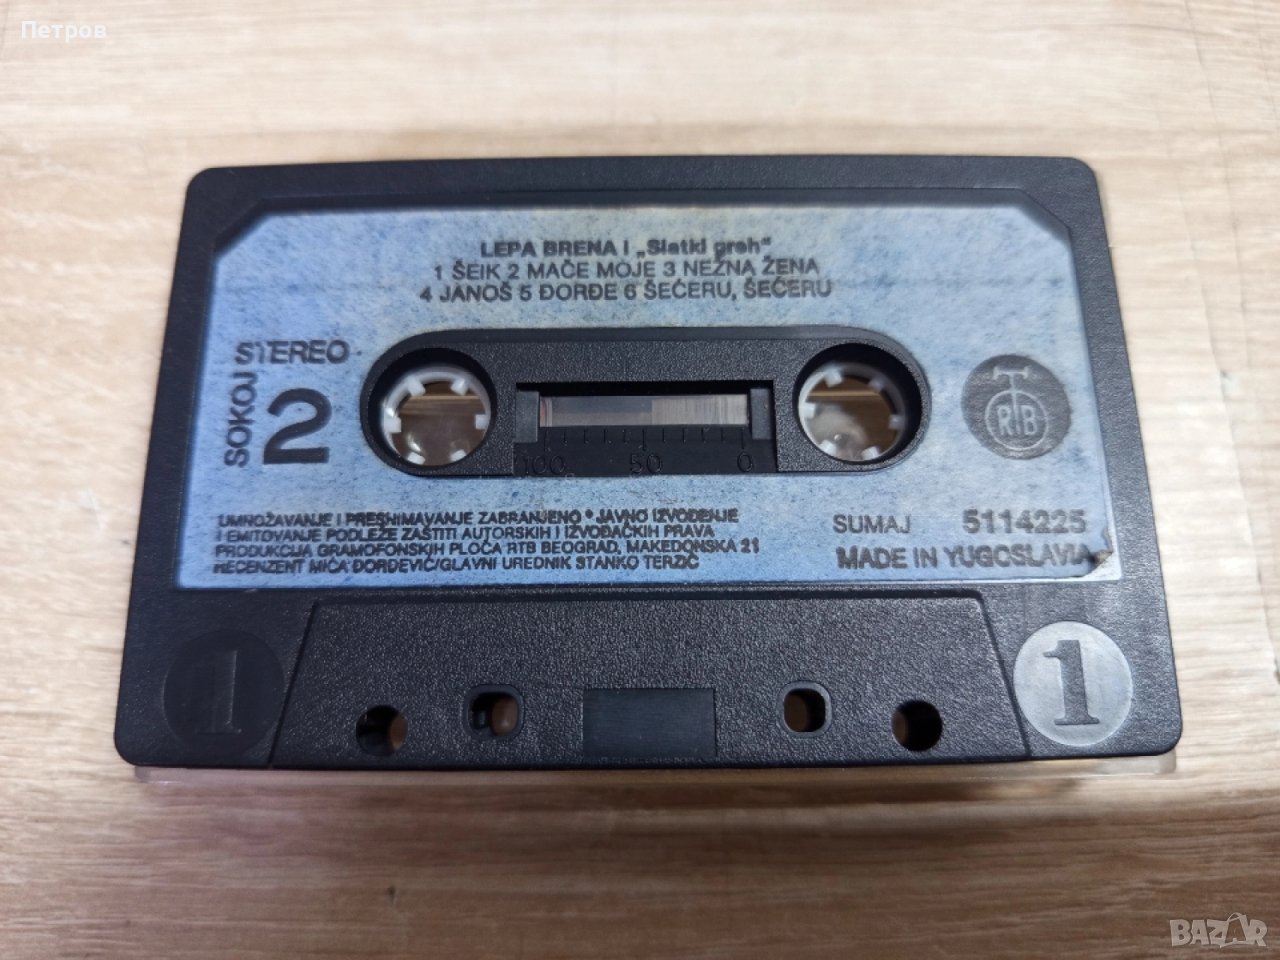 Петров
LEPA BRENA I „Slatki greh“
1 ŠEIK 2 MAČE MOJE 3 NEŽNA ŽENA
4 JANOŠ 5 ĐORĐE 6 ŠEĆERU, ŠEĆERU
STEREO
SOKOJ
2
RTB
100 50 0
UMNOŽAVANJE I PRESNIMAVANJE ZABRANJENO * JAVNO IZVOĐENJE
I EMITOVANJE PODLEŽE ZAŠTITI AUTORSKIH I IZVOĐAČKIH PRAVA
PRODUKCIJA GRAMOFONSKIH PLOČA RTB BEOGRAD, MAKEDONSKA 21
RECENZENT MIĆA ĐORĐEVIĆ/GLAVNI UREDNIK STANKO TERZIĆ
SUMAJ 5114225
MADE IN YUGOSLAVIA
1 1
BAZAR